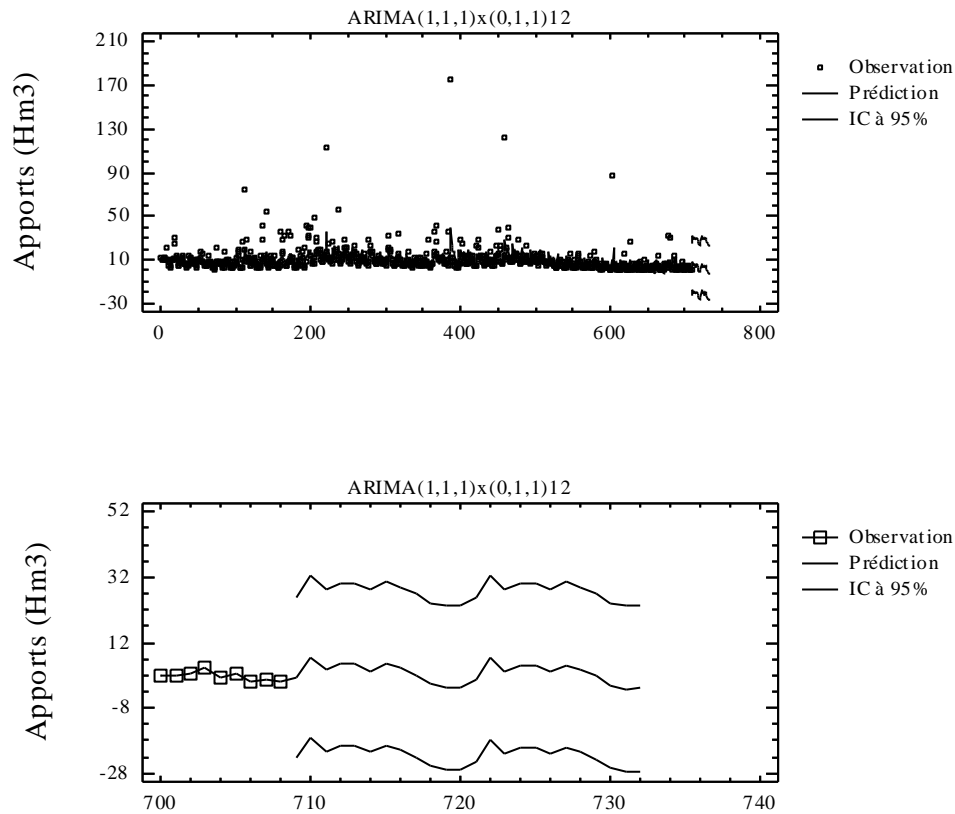 ARIMA(1,1,1)x(0,1,1)12
Apports (Hm3)
210
170
130
90
50
10
-30
0
200
400
600
800
Observation
Prédiction
IC à 95%
ARIMA(1,1,1)x(0,1,1)12
Apports (Hm3)
52
32
12
-8
-28
700
710
720
730
740
Observation
Prédiction
IC à 95%